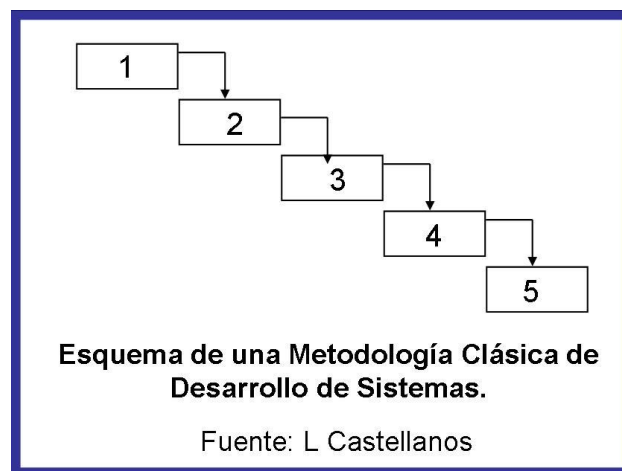 1
2
3
4
5
Esquema de una Metodología Clásica de
Desarrollo de Sistemas.
Fuente: L Castellanos